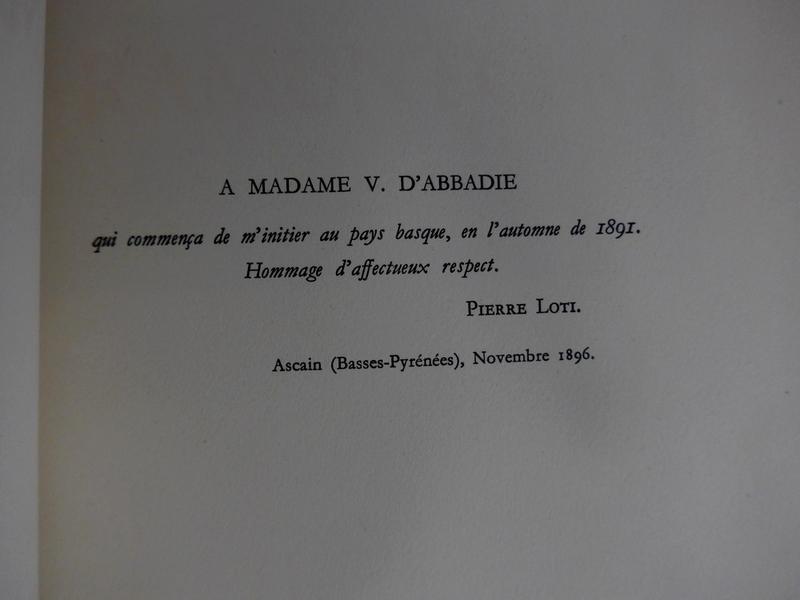 A MADAME V. D'ABBADIE
qui commença de m'initier au pays basque, en l'automne de 1891.
Hommage d'affectueux respect.
PIERRE LOTI.
Ascain (Basses-Pyrénées), Novembre 1896.